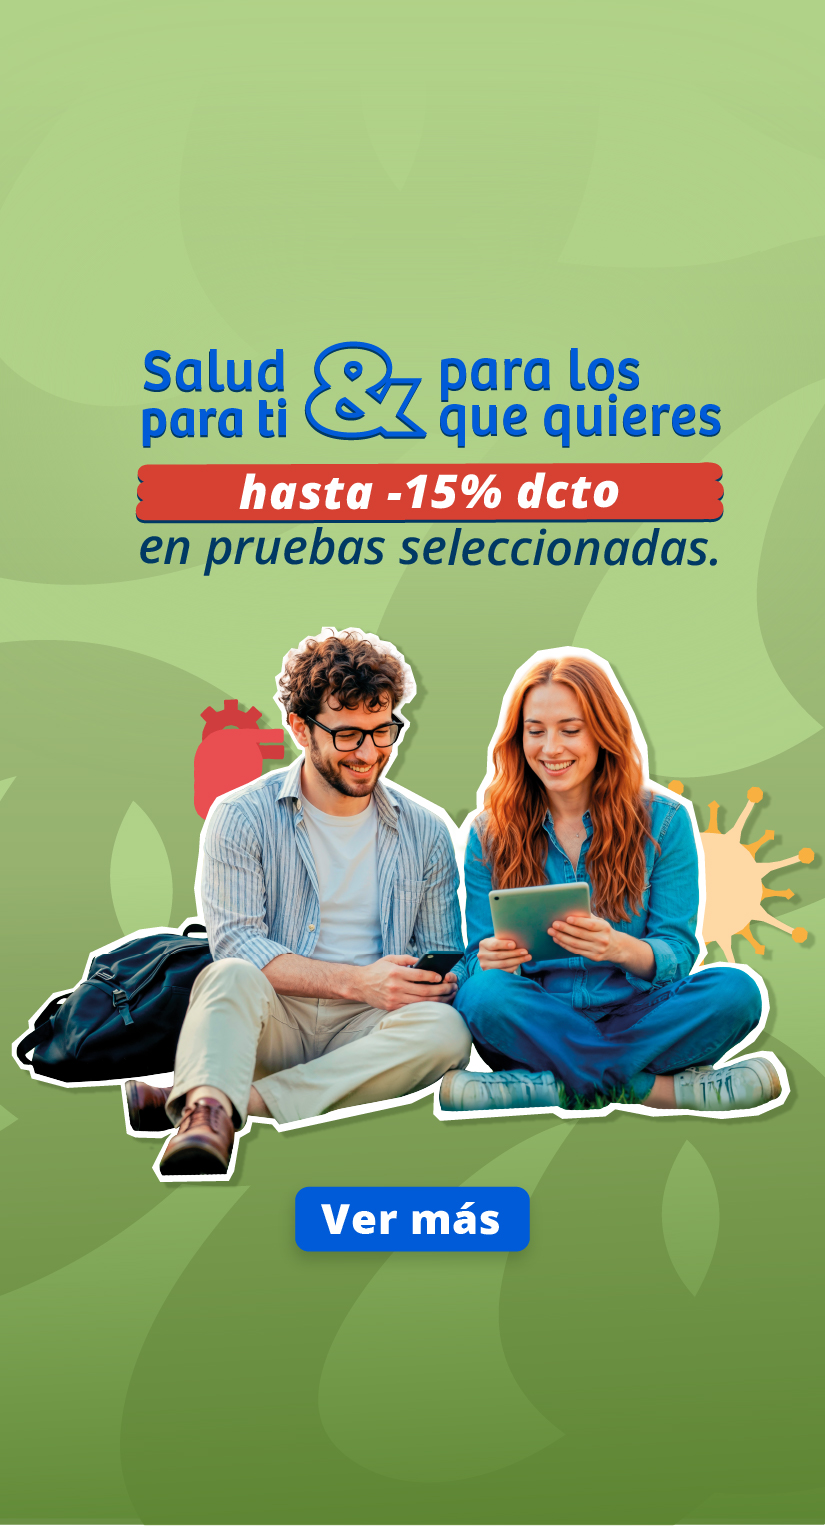 Salud para ti & para los que quieres
hasta -15% dcto
en pruebas seleccionadas.
Ver más